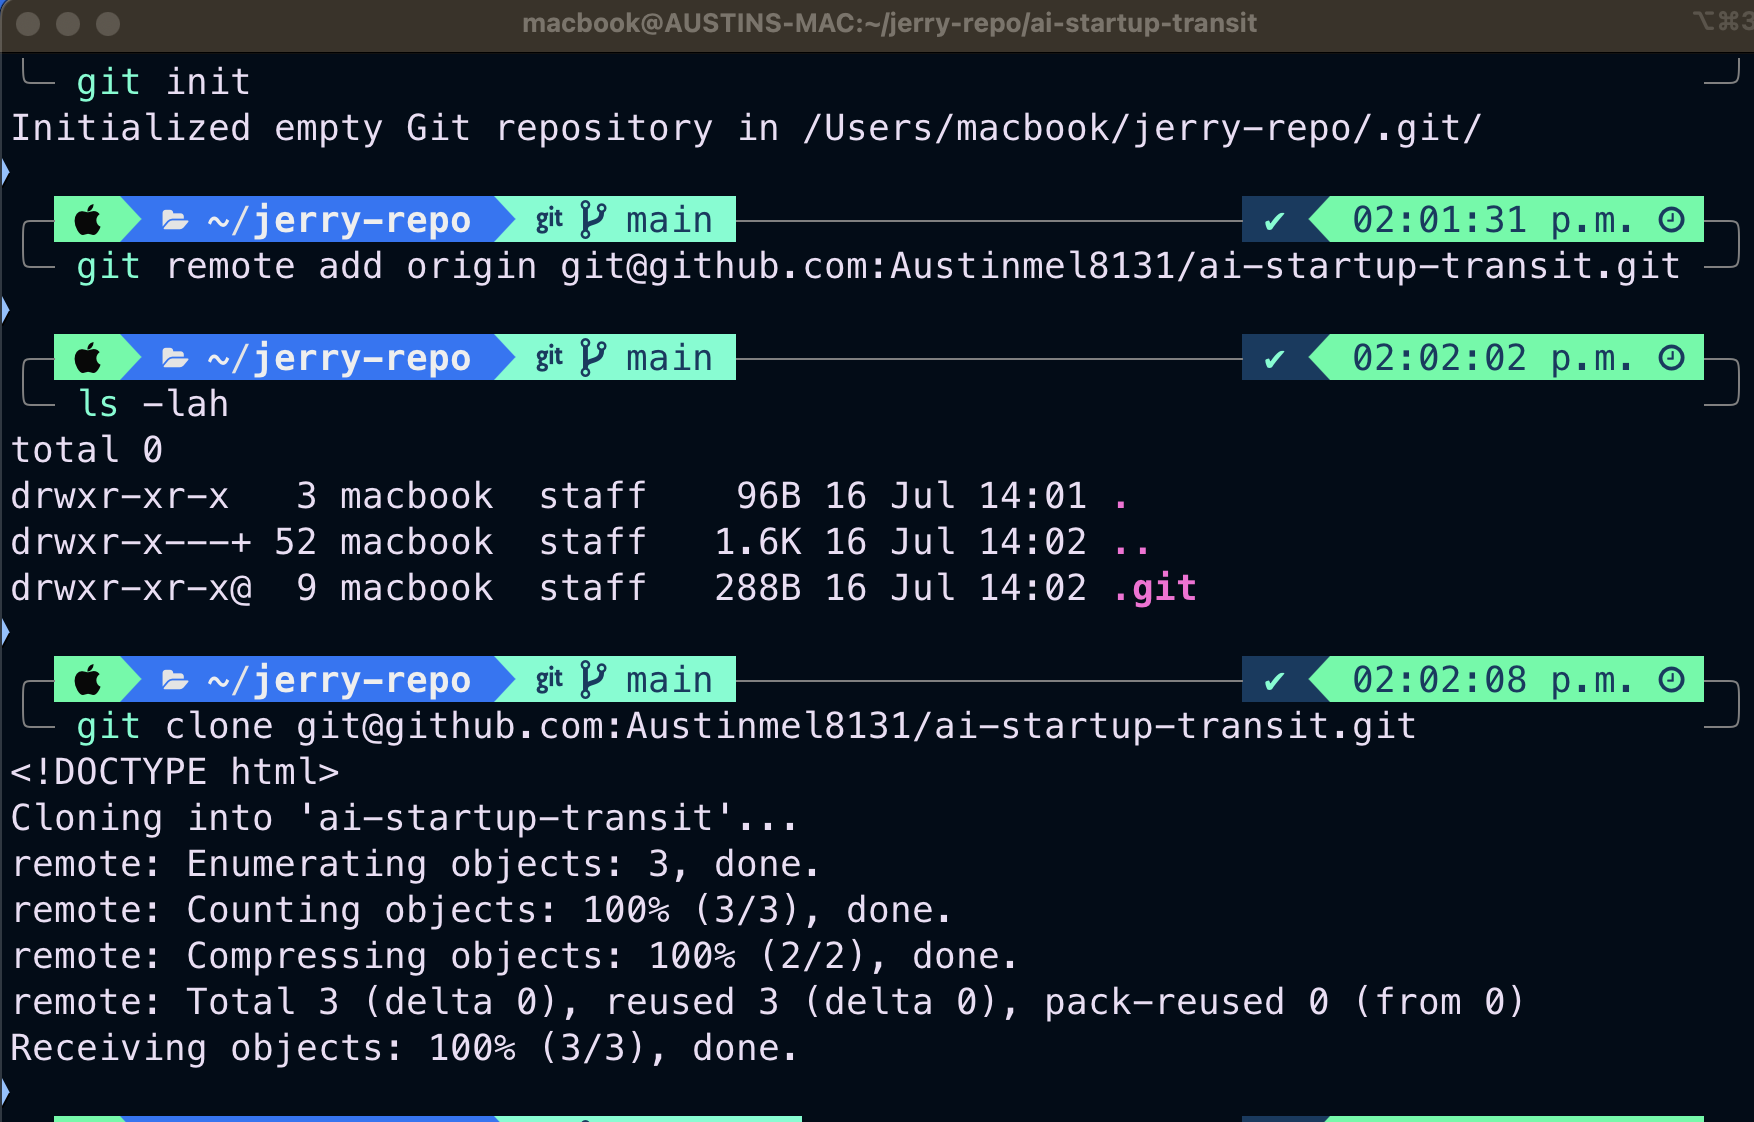 macbook@AUSTINS-MAC:~/jerry-repo/ai-startup-transit ⌥⌘3
git init
Initialized empty Git repository in /Users/macbook/jerry-repo/.git/
~/jerry-repo git main ✔ 02:01:31 p.m.
git remote add origin git@github.com:Austinmel8131/ai-startup-transit.git
~/jerry-repo git main ✔ 02:02:02 p.m.
ls -lah
total 0
drwxr-xr-x   3 macbook  staff    96B 16 Jul 14:01 .
drwxr-x---+ 52 macbook  staff   1.6K 16 Jul 14:02 ..
drwxr-xr-x@  9 macbook  staff   288B 16 Jul 14:02 .git
~/jerry-repo git main ✔ 02:02:08 p.m.
git clone git@github.com:Austinmel8131/ai-startup-transit.git
<!DOCTYPE html>
Cloning into 'ai-startup-transit'...
remote: Enumerating objects: 3, done.
remote: Counting objects: 100% (3/3), done.
remote: Compressing objects: 100% (2/2), done.
remote: Total 3 (delta 0), reused 3 (delta 0), pack-reused 0 (from 0)
Receiving objects: 100% (3/3), done.